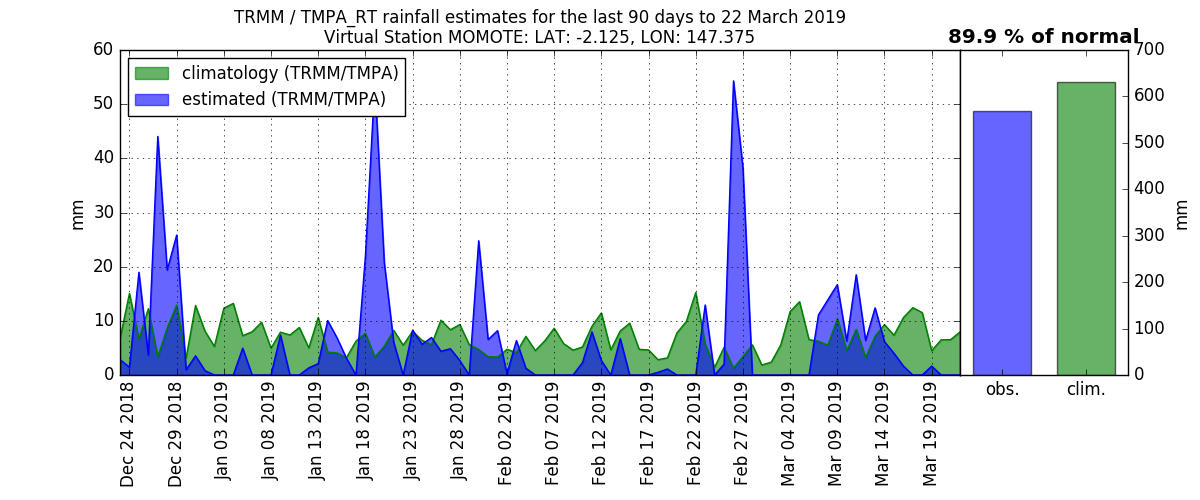 TRMM / TMPA_RT rainfall estimates for the last 90 days to 22 March 2019
Virtual Station MOMOTE: LAT: -2.125, LON: 147.375
89.9 % of normal
climatology (TRMM/TMPA)
estimated (TRMM/TMPA)
60
50
40
30
20
10
0
mm
Dec 24 2018
Dec 29 2018
Jan 03 2019
Jan 08 2019
Jan 13 2019
Jan 18 2019
Jan 23 2019
Jan 28 2019
Feb 02 2019
Feb 07 2019
Feb 12 2019
Feb 17 2019
Feb 22 2019
Feb 27 2019
Mar 04 2019
Mar 09 2019
Mar 14 2019
Mar 19 2019
700
600
500
400
300
200
100
0
mm
obs.
clim.